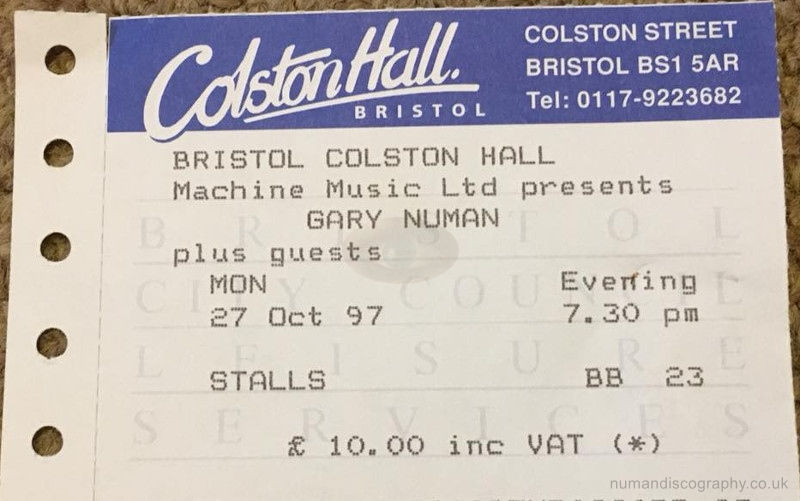 Colston Hall.
BRISTOL
COLSTON STREET
BRISTOL BS1 5AR
Tel: 0117-9223682
BRISTOL COLSTON HALL
Machine Music Ltd presents
GARY NUMAN
plus guests
MON Evening
27 Oct 97 7.30 pm
STALLS BB 23
£ 10.00 inc VAT (*)
BRISTOL
CITY COUNCIL
LEISURE
SERVICES
numandiscography.co.uk